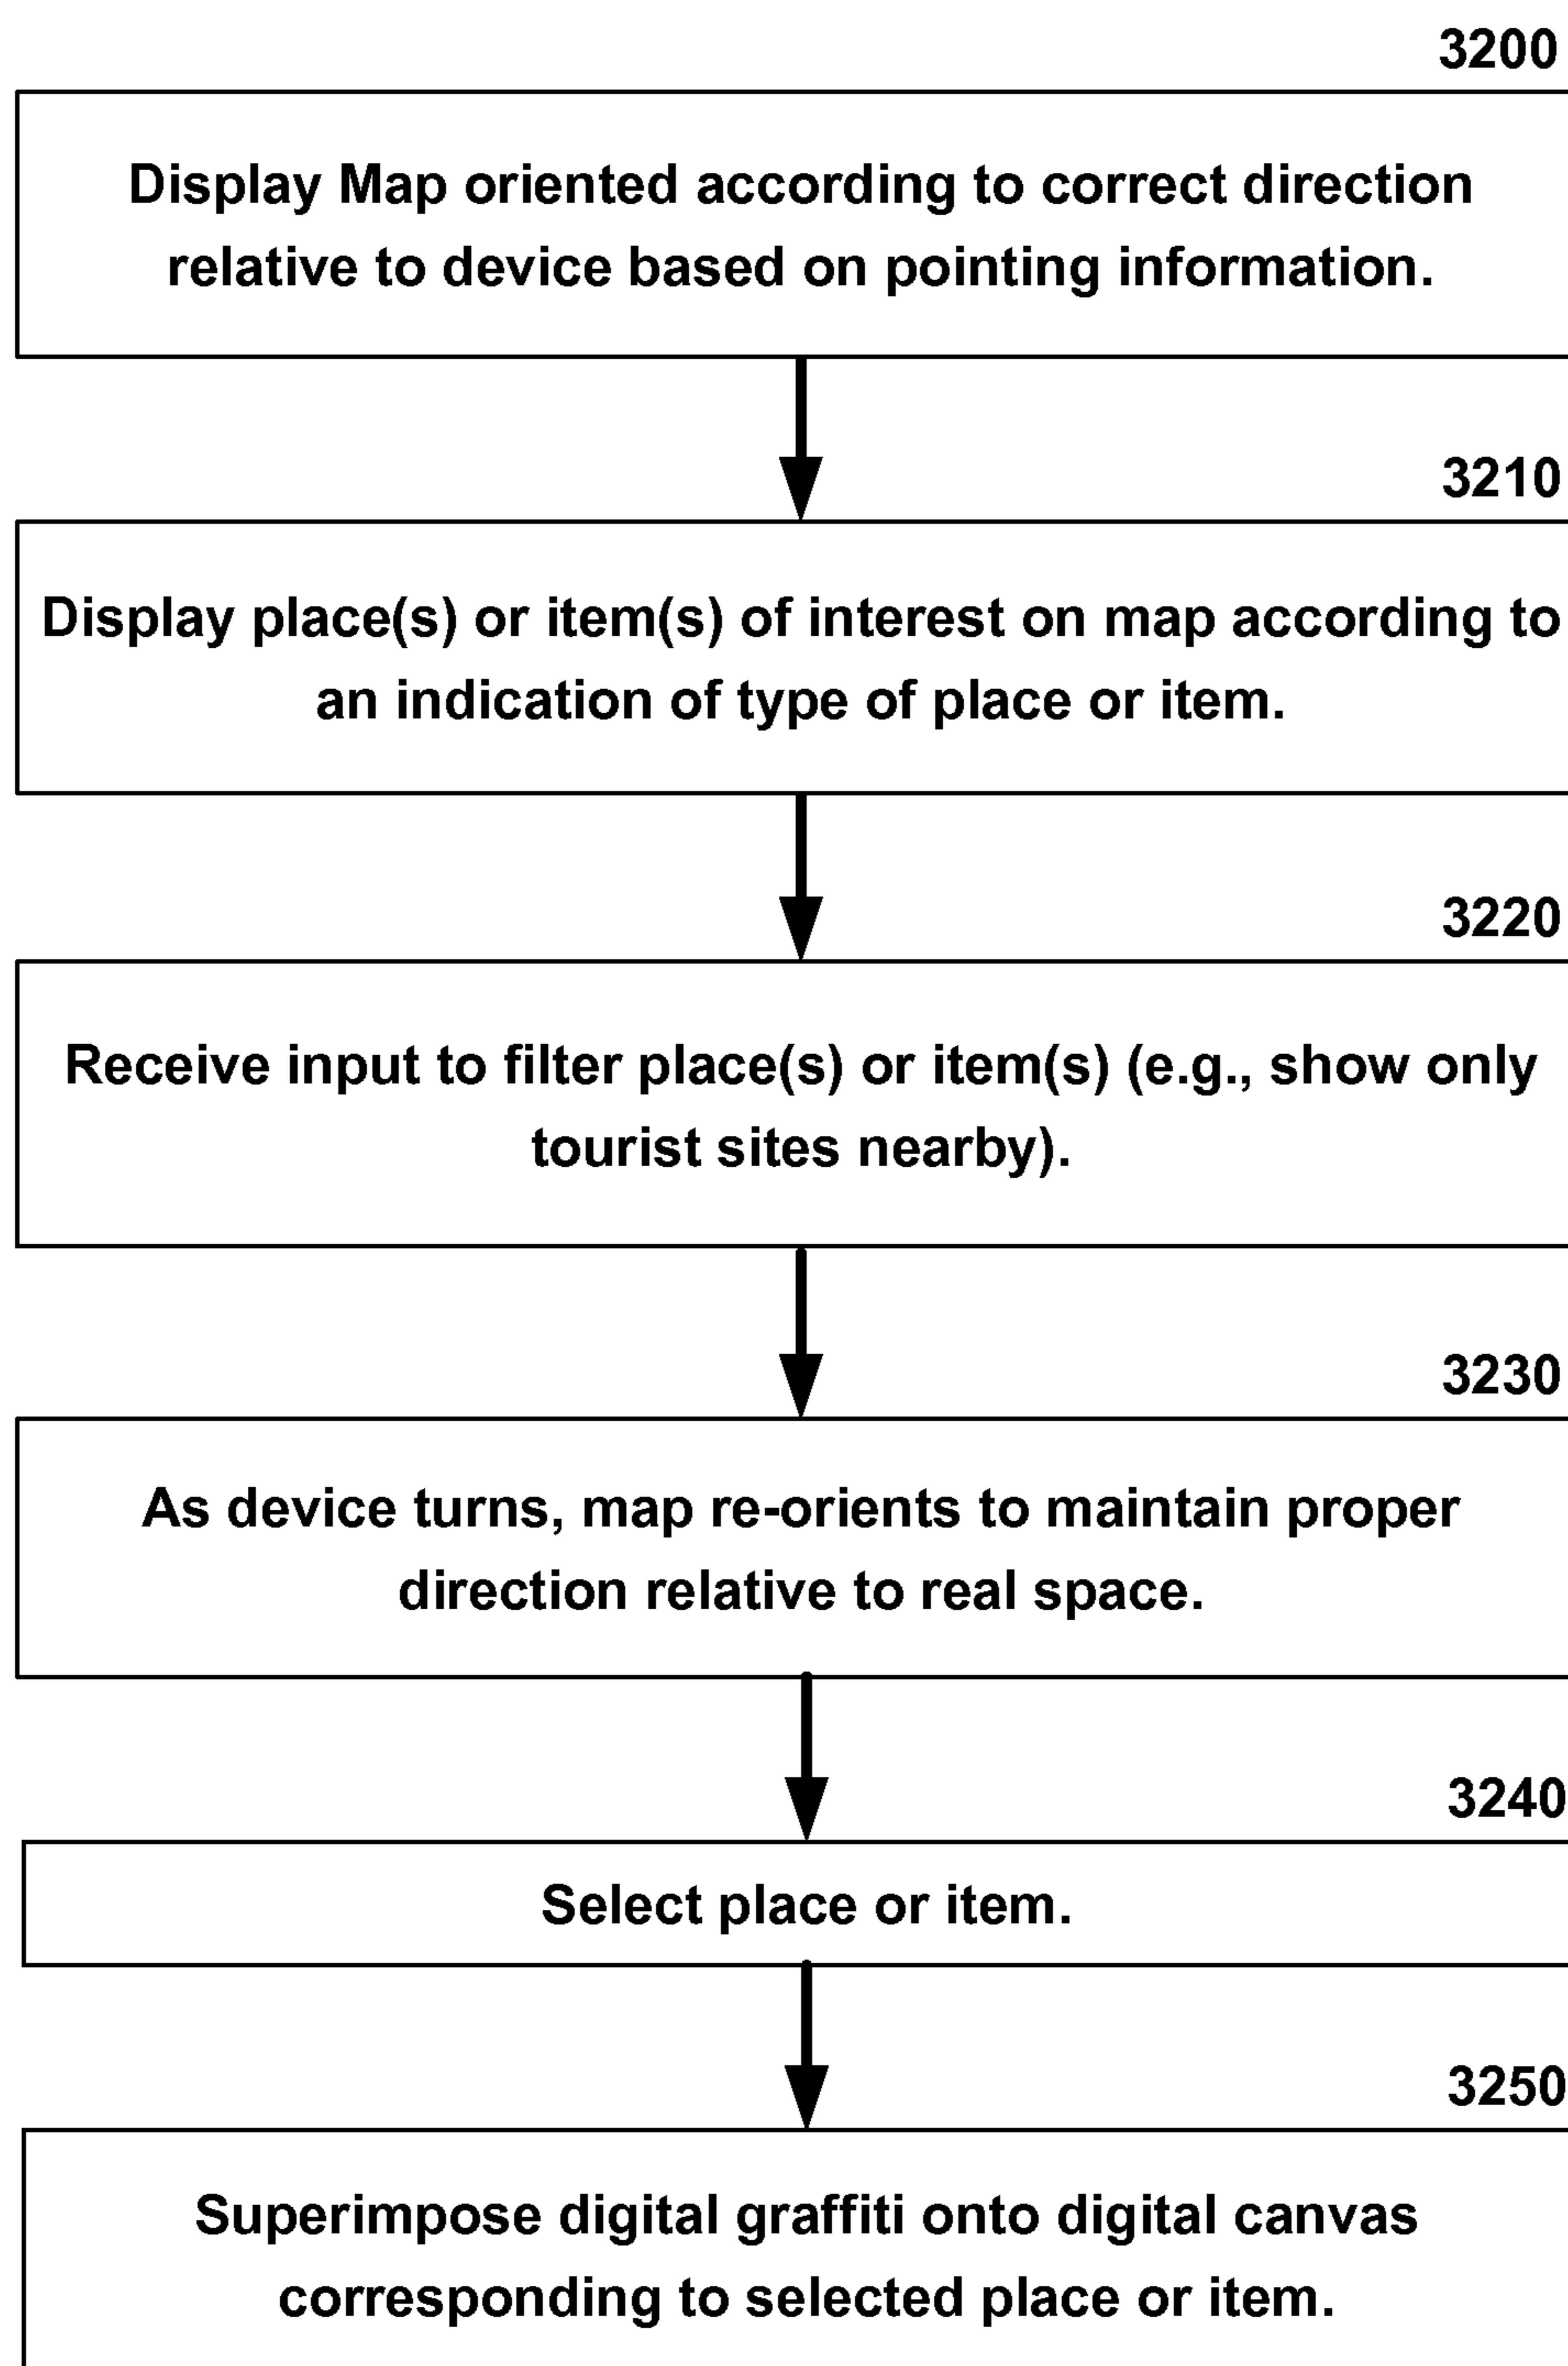 3200
Display Map oriented according to correct direction
relative to device based on pointing information.
3210
Display place(s) or item(s) of interest on map according to
an indication of type of place or item.
3220
Receive input to filter place(s) or item(s) (e.g., show only
tourist sites nearby).
3230
As device turns, map re-orients to maintain proper
direction relative to real space.
3240
Select place or item.
3250
Superimpose digital graffiti onto digital canvas
corresponding to selected place or item.